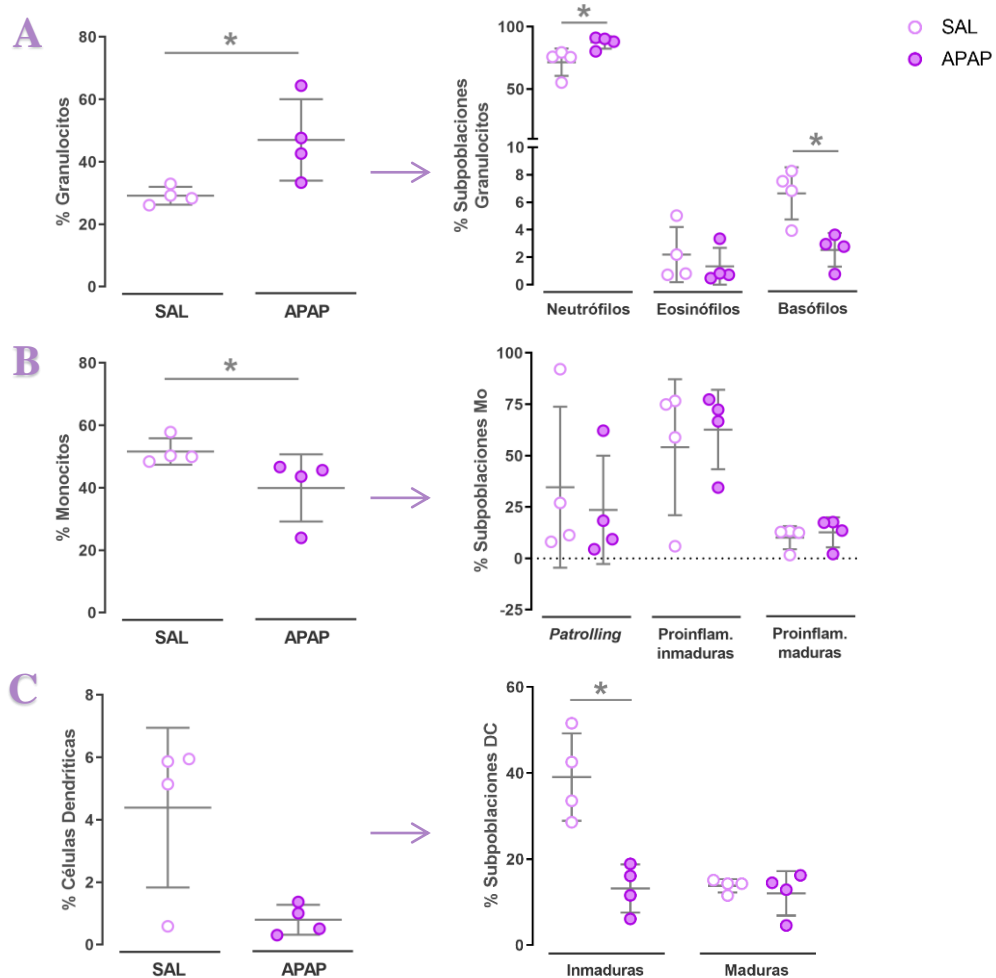 A
% Granulocitos
80
60
40
20
0
*
SAL
APAP
% Subpoblaciones
Granulocitos
100
50
10
8
6
4
2
0
*
*
Neutrófilos
Eosinófilos
Basófilos
SAL
APAP
B
% Monocitos
80
60
40
20
0
*
SAL
APAP
% Subpoblaciones Mo
100
75
50
25
0
-25
Patrolling
Proinflam.
inmaduras
Proinflam.
maduras
C
% Células Dendríticas
8
6
4
2
0
SAL
APAP
% Subpoblaciones DC
60
40
20
0
*
Inmaduras
Maduras